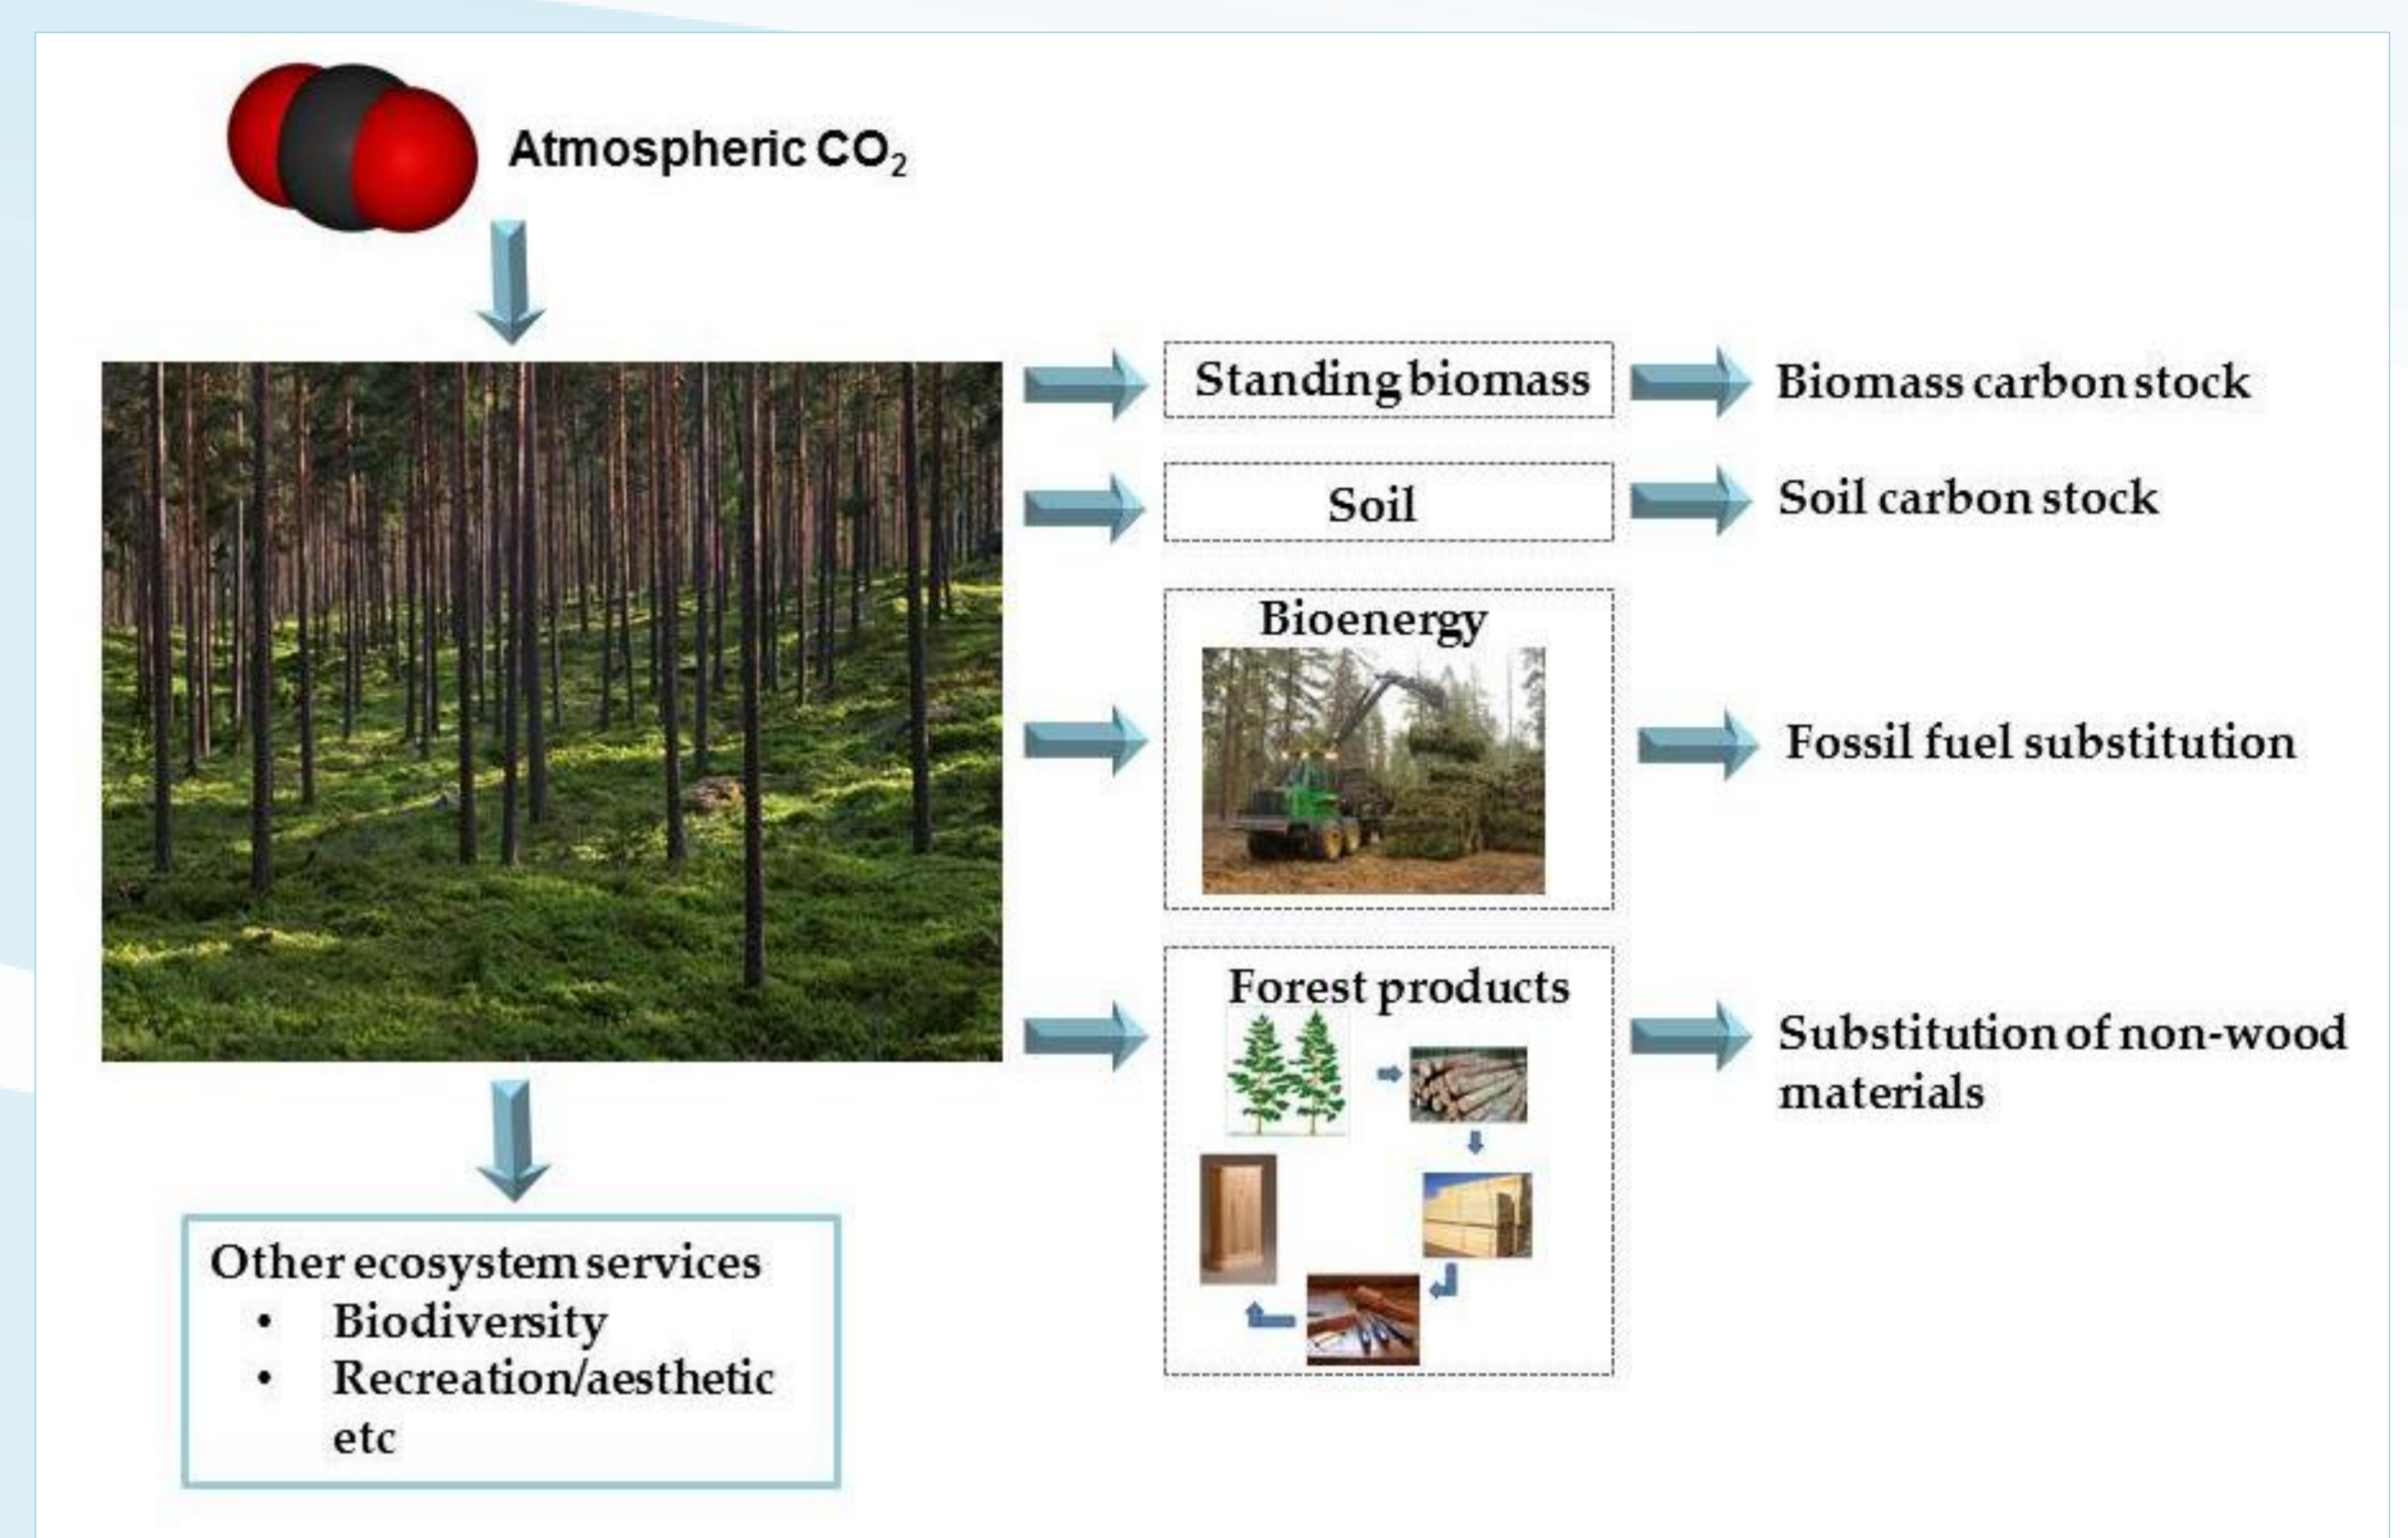 Atmospheric CO₂
Standing biomass
Biomass carbon stock
Soil
Soil carbon stock
Bioenergy
Fossil fuel substitution
Forest products
Substitution of non-wood
materials
Other ecosystem services
• Biodiversity
• Recreation/aesthetic
etc